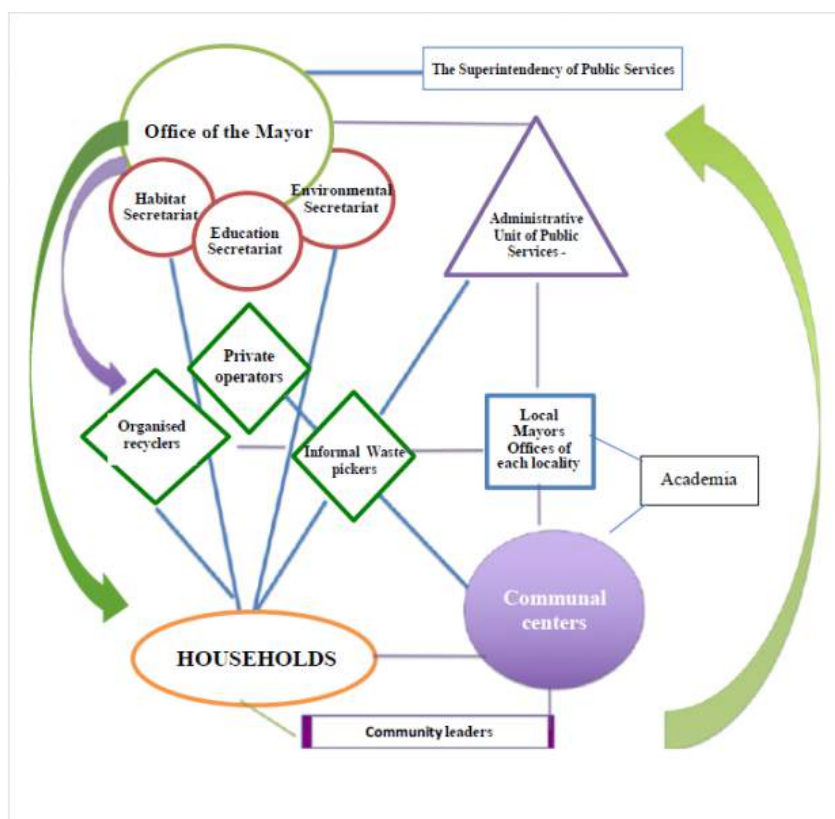 The Superintendency of Public Services
Office of the Mayor
Habitat
Secretariat
Education
Secretariat
Environmental
Secretariat
Administrative
Unit of Public
Services -
Private
operators
Organised
recyclers
Informal Waste
pickers
Local
Mayors
Offices of
each locality
Academia
Communal
centers
HOUSEHOLDS
Community leaders